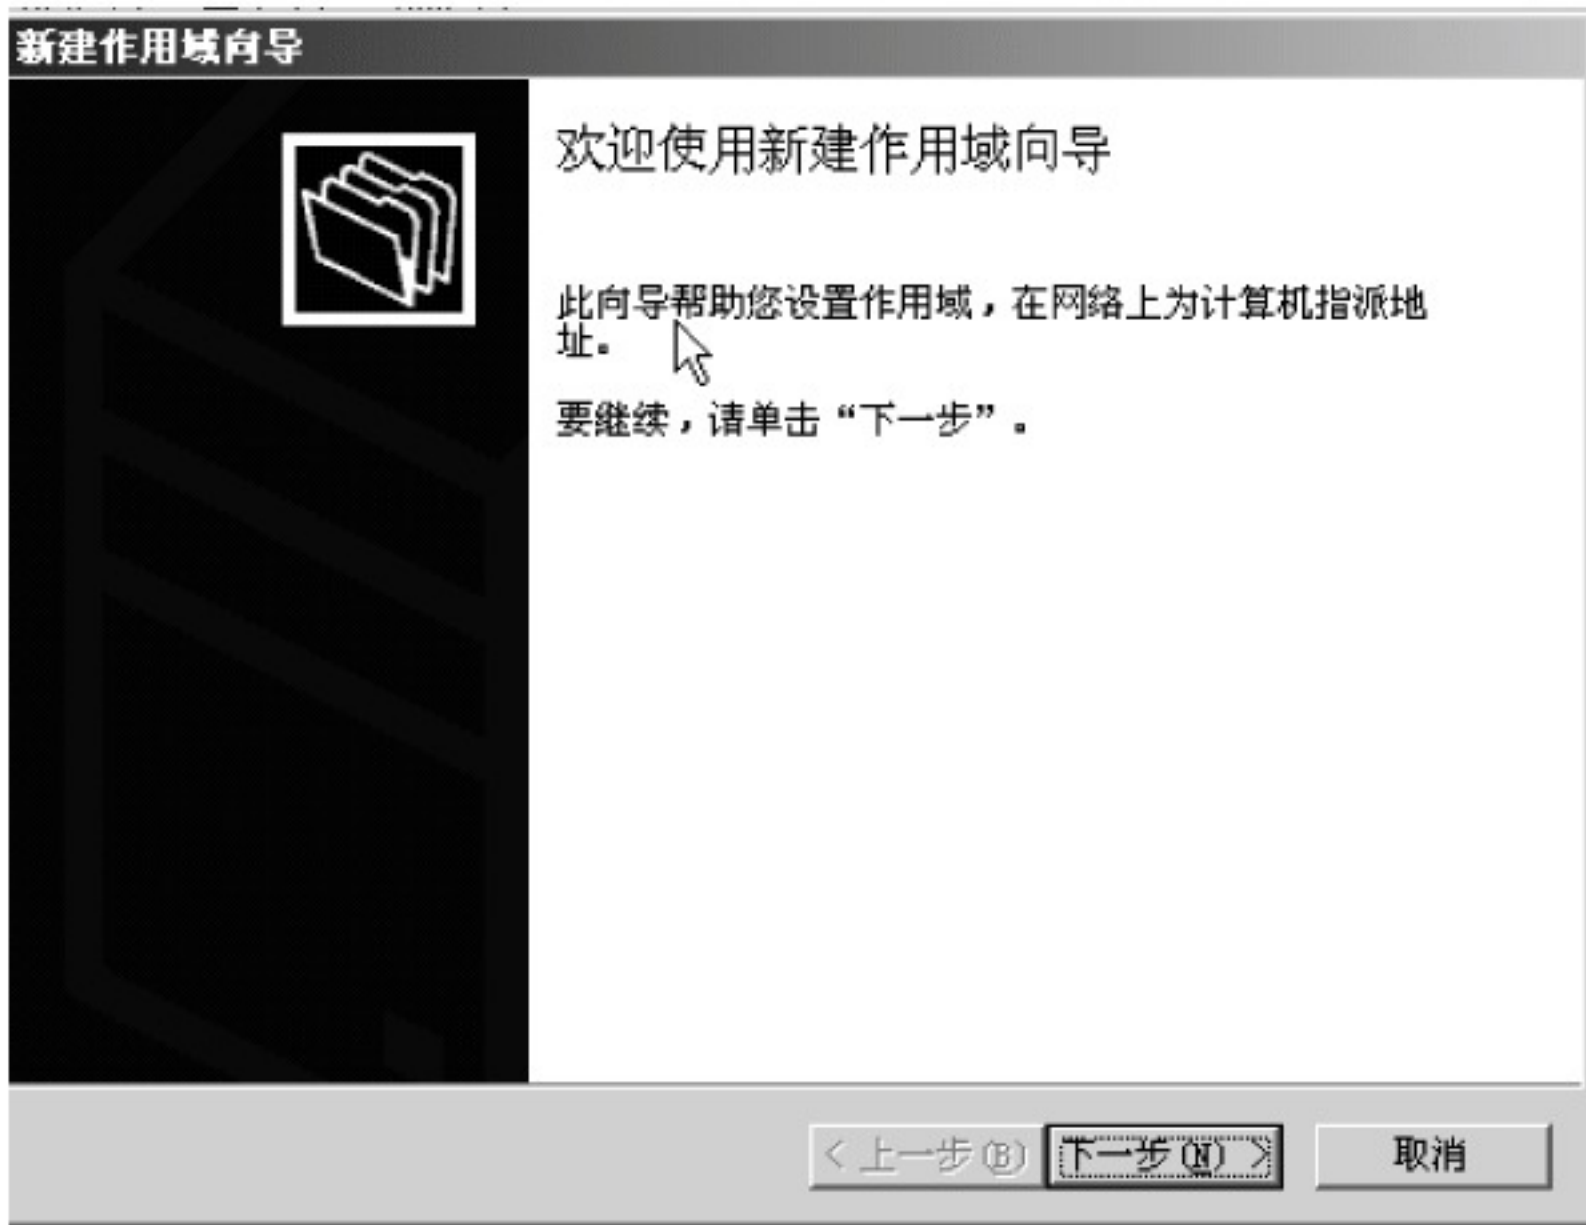 新建作用域向导
欢迎使用新建作用域向导
此向导帮助您设置作用域，在网络上为计算机指派地
址。
要继续，请单击“下一步”。
< 上一步(B) 下一步(N) > 取消